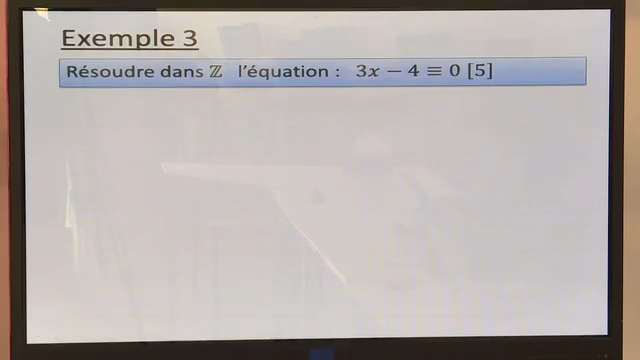 Exemple 3
Résoudre dans ℤ l'équation : 3x − 4 ≡ 0 [5]